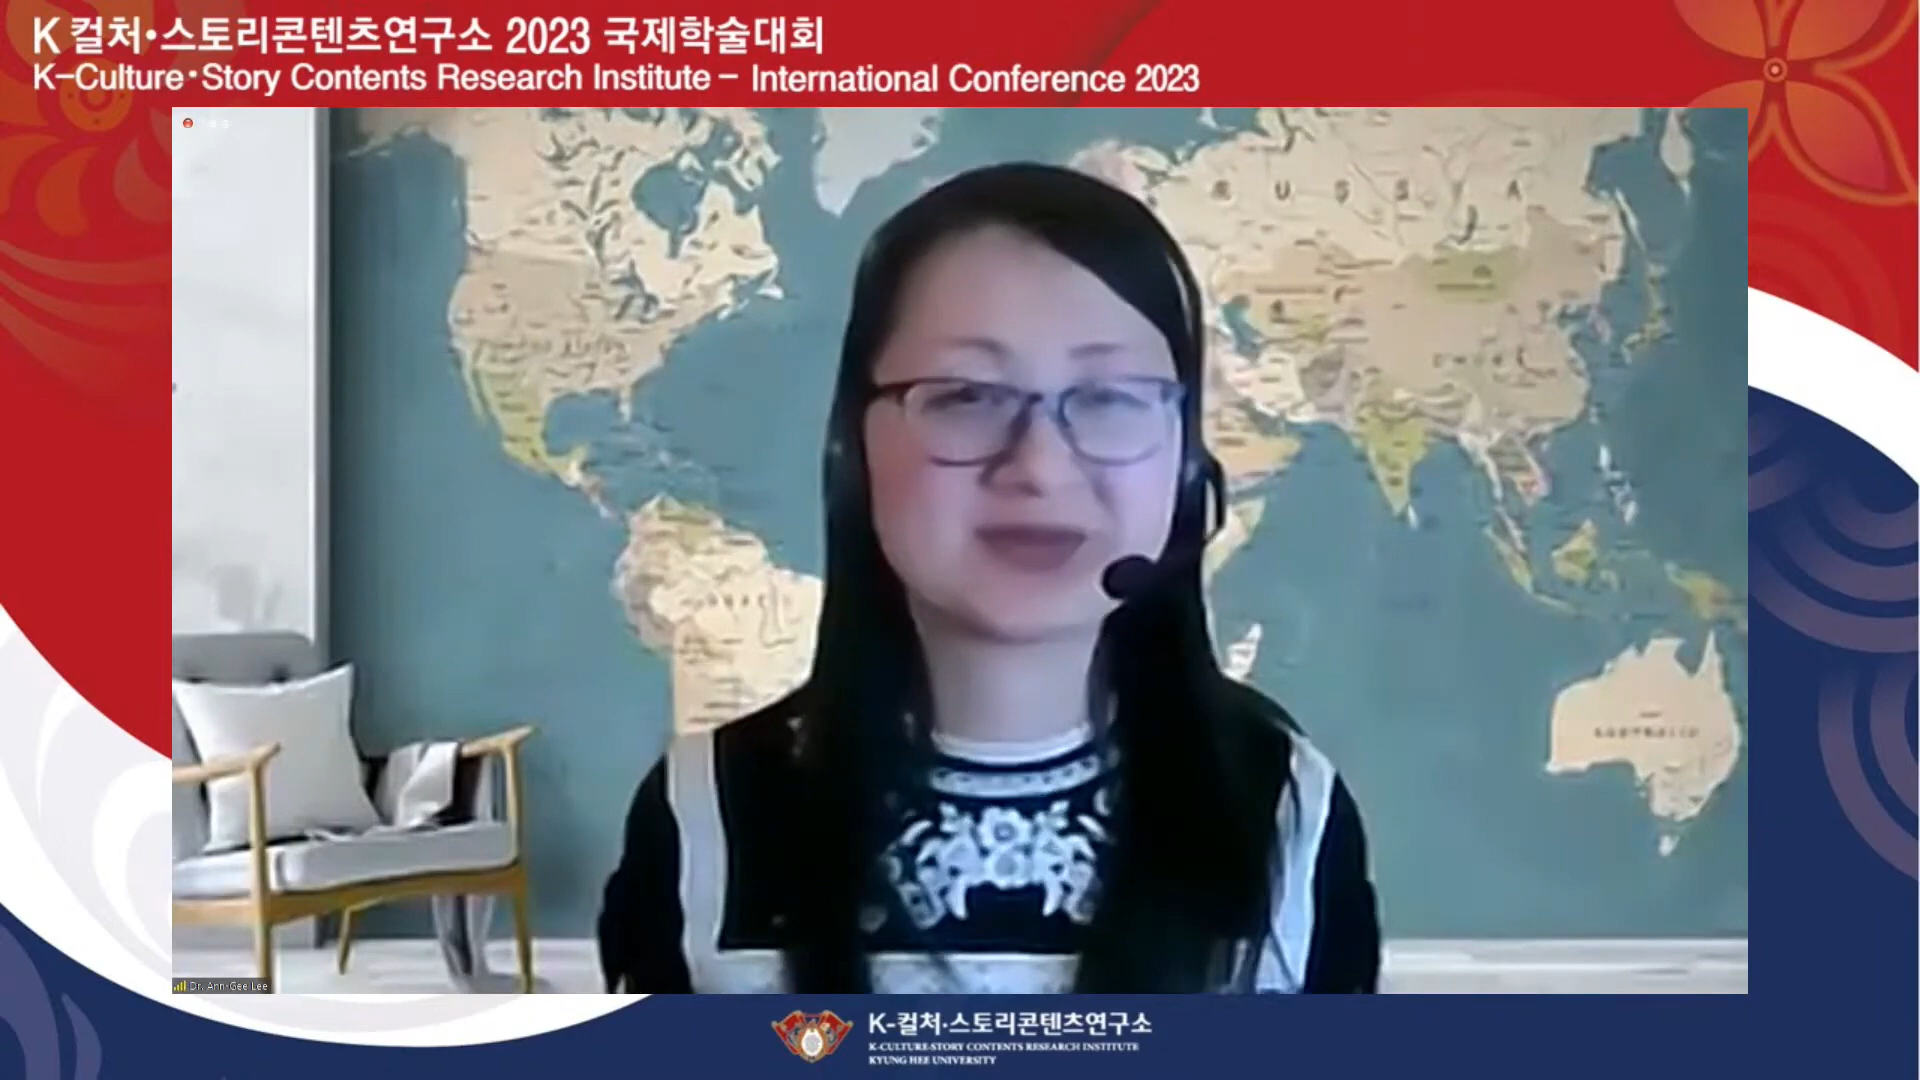 K 컬처•스토리콘텐츠연구소 2023 국제학술대회
K-Culture•Story Contents Research Institute - International Conference 2023
RUSSIA
Dr. Ann-Gee Lee
K-컬처·스토리콘텐츠연구소
K-CULTURE·STORY CONTENTS RESEARCH INSTITUTE
KYUNG HEE UNIVERSITY